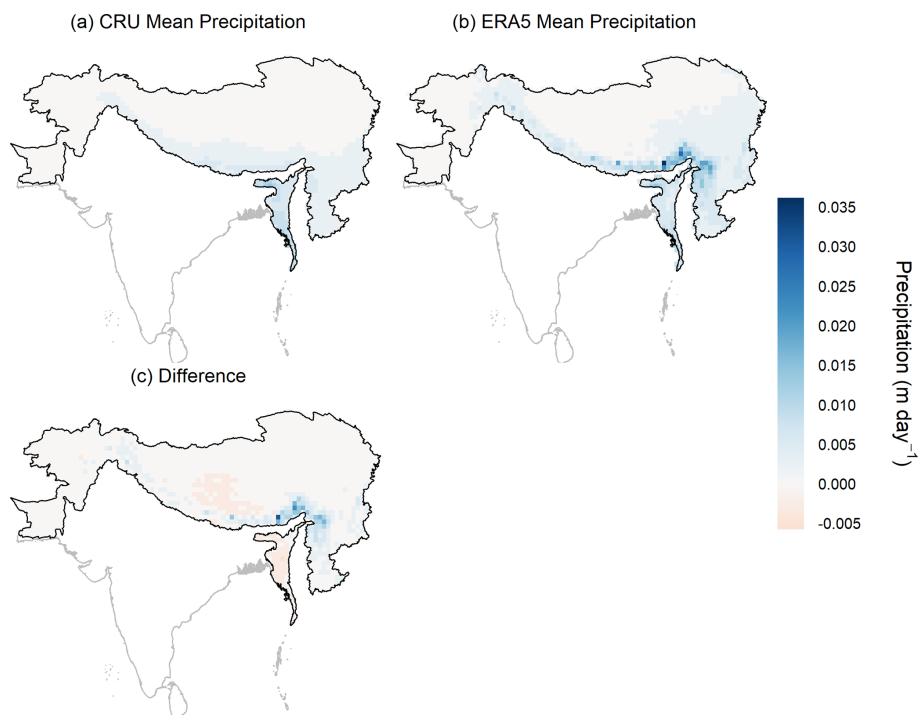 (a) CRU Mean Precipitation
(b) ERA5 Mean Precipitation
(c) Difference
0.035
0.030
0.025
0.020
0.015
0.010
0.005
0.000
-0.005
Precipitation (m day⁻¹)